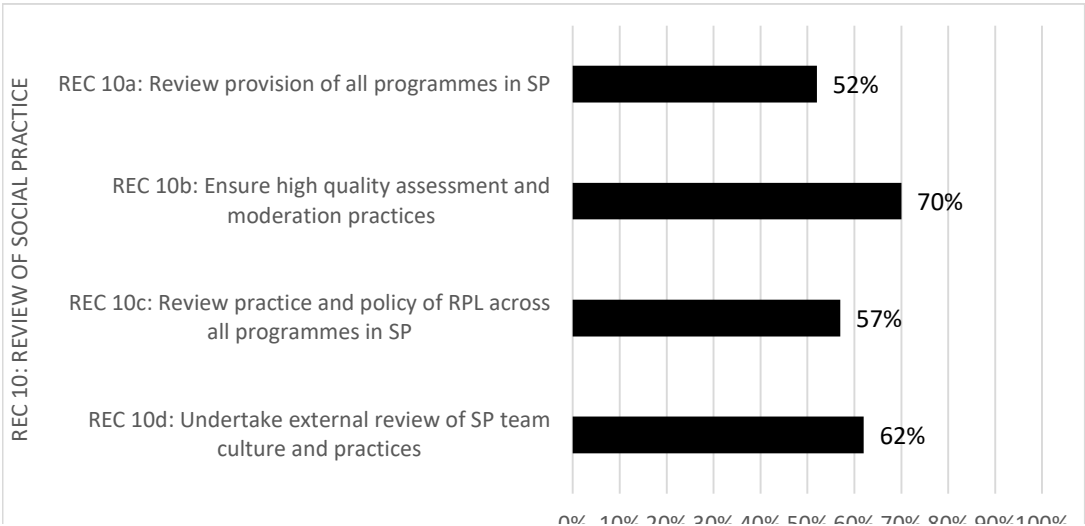 REC 10: REVIEW OF SOCIAL PRACTICE
REC 10a: Review provision of all programmes in SP
52%
REC 10b: Ensure high quality assessment and
moderation practices
70%
REC 10c: Review practice and policy of RPL across
all programmes in SP
57%
REC 10d: Undertake external review of SP team
culture and practices
62%
0% 10% 20% 30% 40% 50% 60% 70% 80% 90%100%